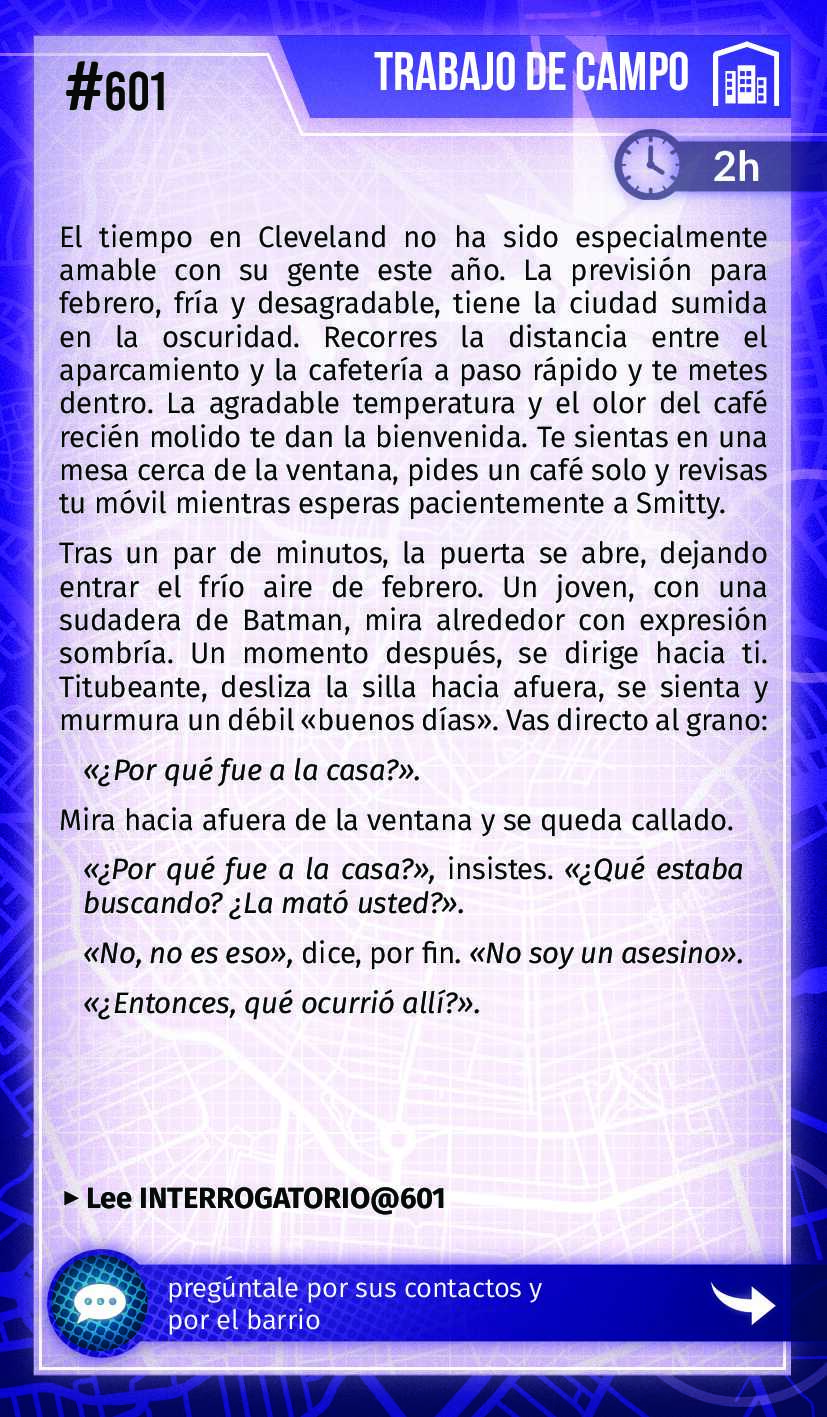 #601
TRABAJO DE CAMPO
2h
El tiempo en Cleveland no ha sido especialmente
amable con su gente este año. La previsión para
febrero, fría y desagradable, tiene la ciudad sumida
en la oscuridad. Recorres la distancia entre el
aparcamiento y la cafetería a paso rápido y te metes
dentro. La agradable temperatura y el olor del café
recién molido te dan la bienvenida. Te sientas en una
mesa cerca de la ventana, pides un café solo y revisas
tu móvil mientras esperas pacientemente a Smitty.
Tras un par de minutos, la puerta se abre, dejando
entrar el frío aire de febrero. Un joven, con una
sudadera de Batman, mira alrededor con expresión
sombría. Un momento después, se dirige hacia ti.
Titubeante, desliza la silla hacia afuera, se sienta y
murmura un débil «buenos días». Vas directo al grano:
«¿Por qué fue a la casa?».
Mira hacia afuera de la ventana y se queda callado.
«¿Por qué fue a la casa?», insistes. «¿Qué estaba
buscando? ¿La mató usted?».
«No, no es eso», dice, por fin. «No soy un asesino».
«¿Entonces, qué ocurrió allí?».
▸ Lee INTERROGATORIO@601
pregúntale por sus contactos y
por el barrio